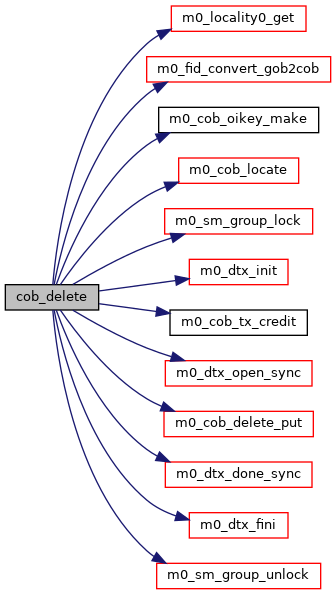 m0_locality0_get
m0_fid_convert_gob2cob
m0_cob_oikey_make
m0_cob_locate
m0_sm_group_lock
m0_dtx_init
cob_delete
m0_cob_tx_credit
m0_dtx_open_sync
m0_cob_delete_put
m0_dtx_done_sync
m0_dtx_fini
m0_sm_group_unlock